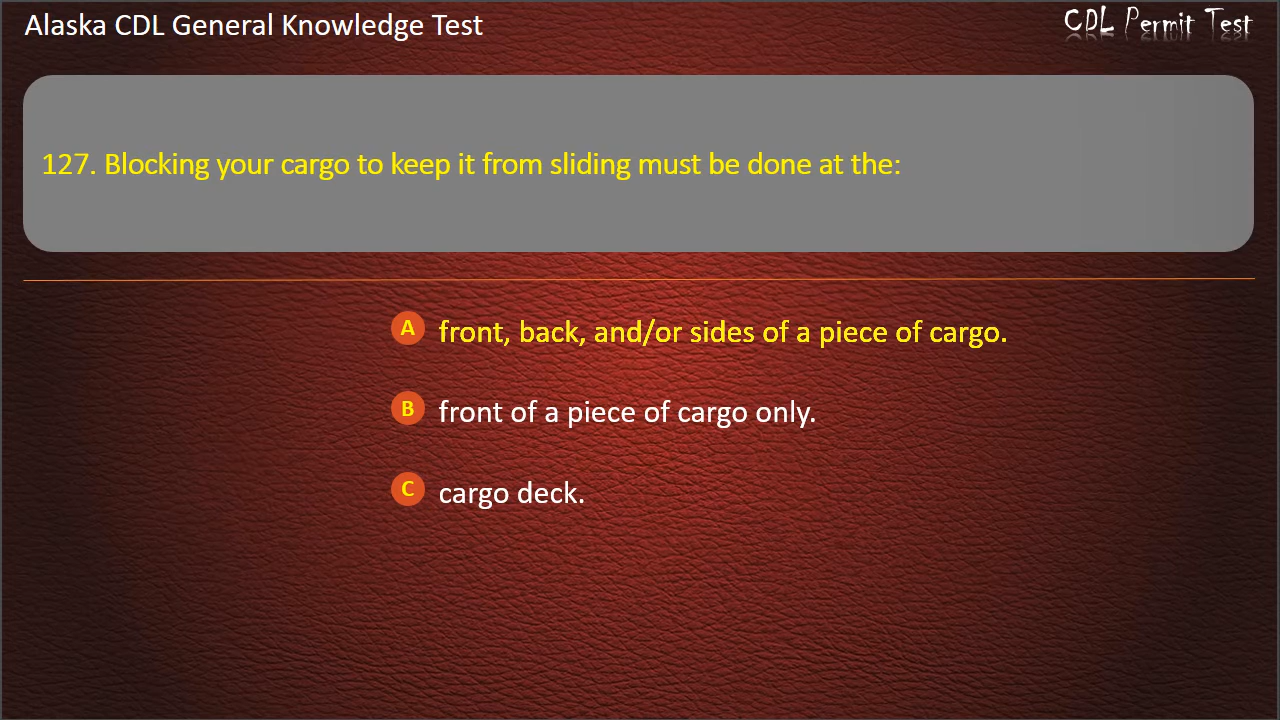 Alaska CDL General Knowledge Test
CDL Permit Test
127. Blocking your cargo to keep it from sliding must be done at the:
A front, back, and/or sides of a piece of cargo.
B front of a piece of cargo only.
C cargo deck.